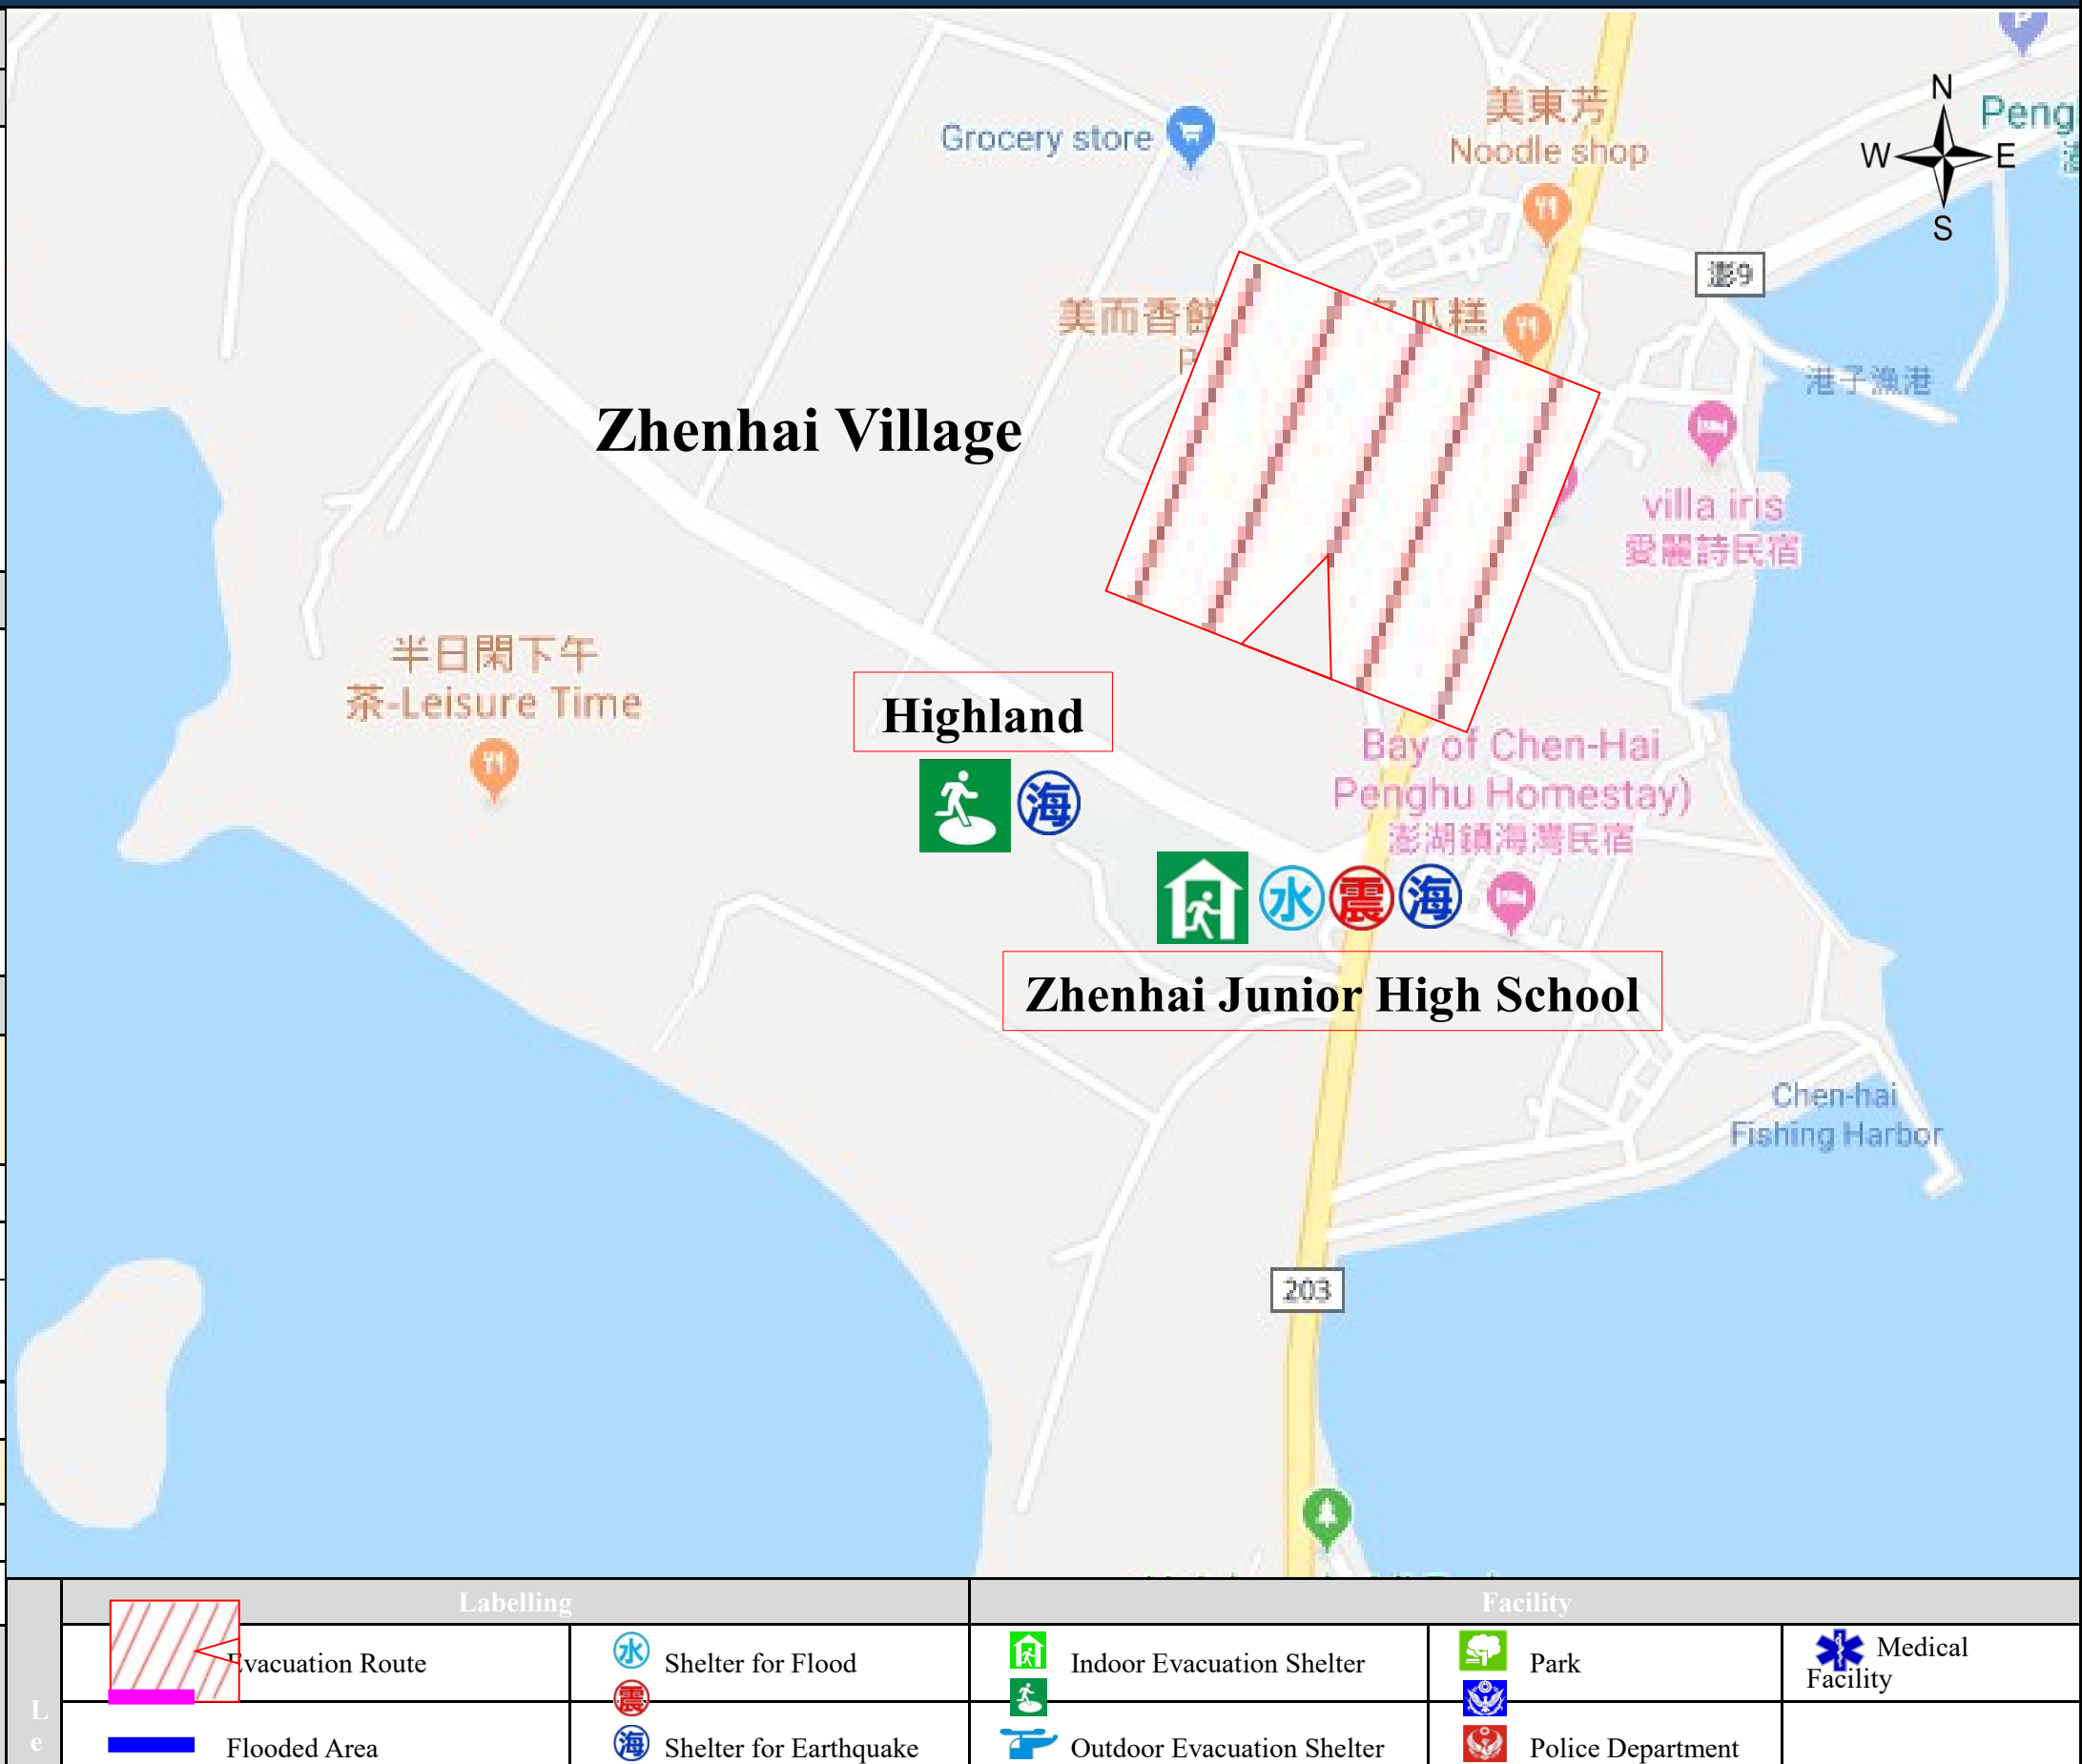 N
W E
S
Peng
美東芳
Noodle shop
Grocery store
澎9
美而香餅
瓜糕
P
港子漁港
Zhenhai Village
villa iris
愛麗詩民宿
半日閑下午
茶-Leisure Time
Highland
海
Bay of Chen-Hai
Penghu Homestay)
澎湖鎮海灣民宿
水 震 海
Zhenhai Junior High School
Chen-hai
Fishing Harbor
203
Labelling
Facility
Evacuation Route
水 Shelter for Flood
Indoor Evacuation Shelter
Park
Medical
Facility
震
L
e
Flooded Area
海 Shelter for Earthquake
Outdoor Evacuation Shelter
Police Department